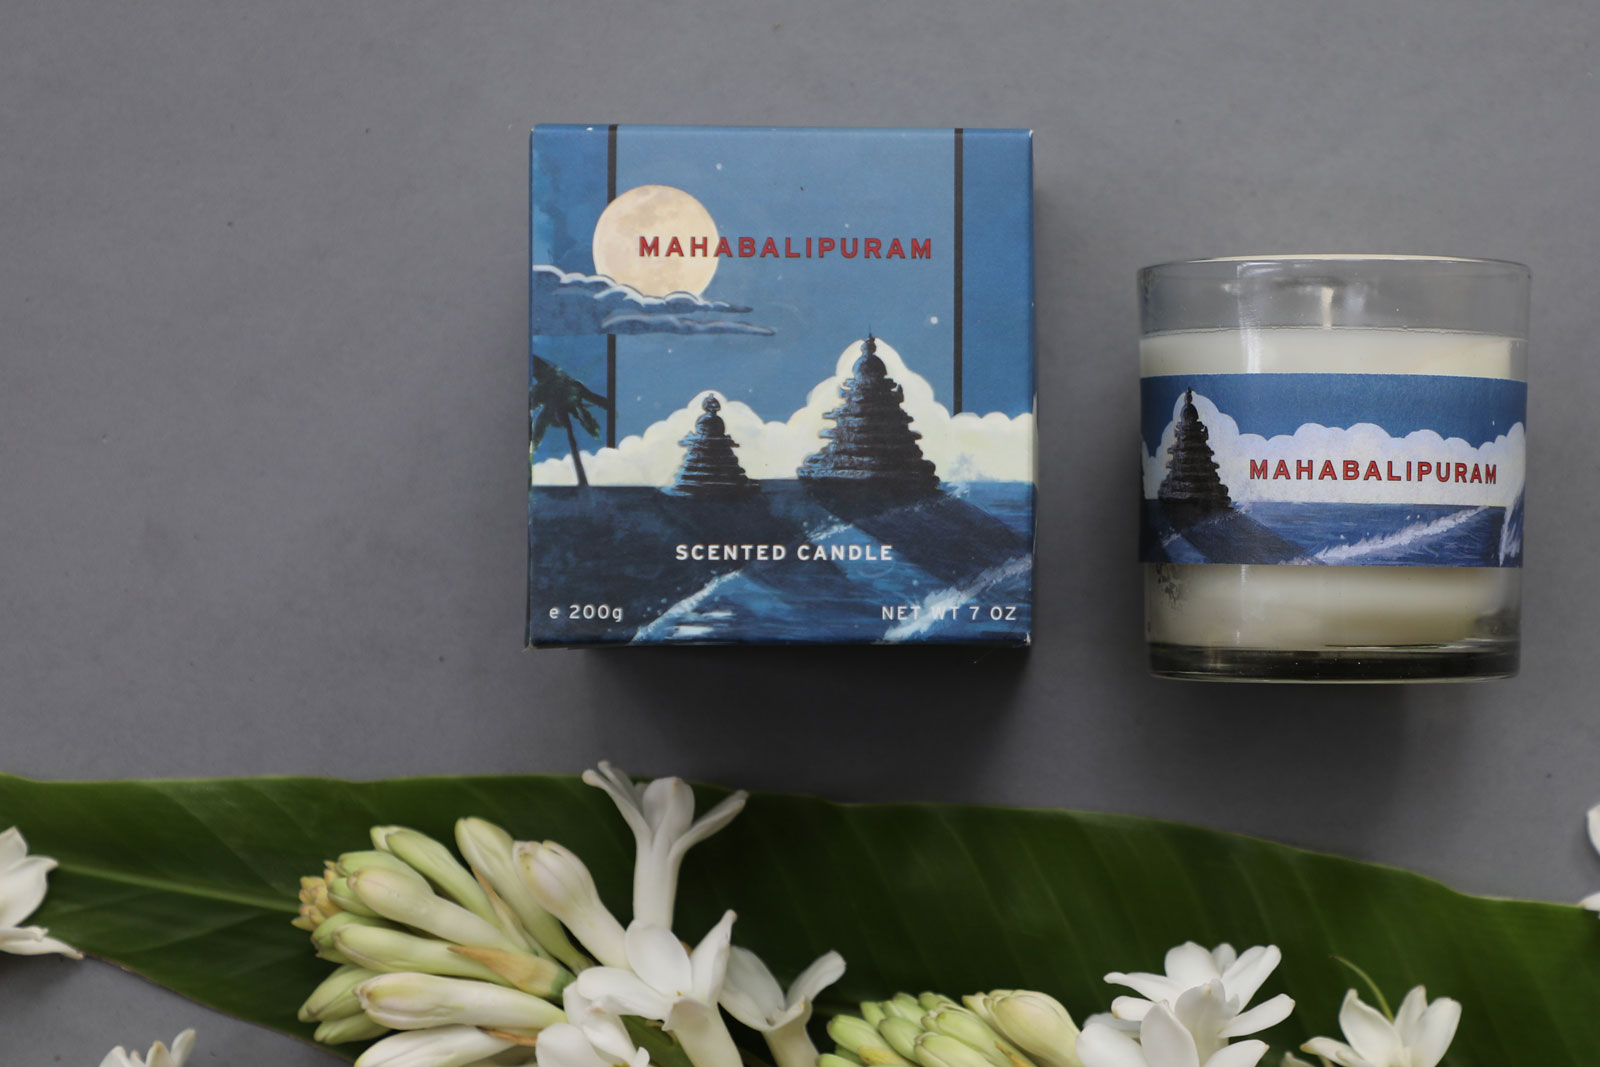 MAHABALIPURAM
SCENTED CANDLE
e 200g
NET WT 7 OZ
MAHABALIPURAM